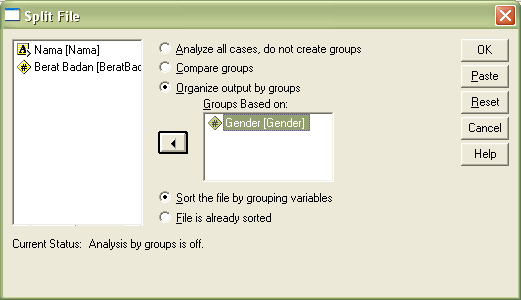 Split File
Nama [Nama]
Berat Badan [BeratBad
Analyze all cases, do not create groups
Compare groups
Organize output by groups
Groups Based on:
Gender [Gender]
Sort the file by grouping variables
File is already sorted
Current Status: Analysis by groups is off.
OK
Paste
Reset
Cancel
Help